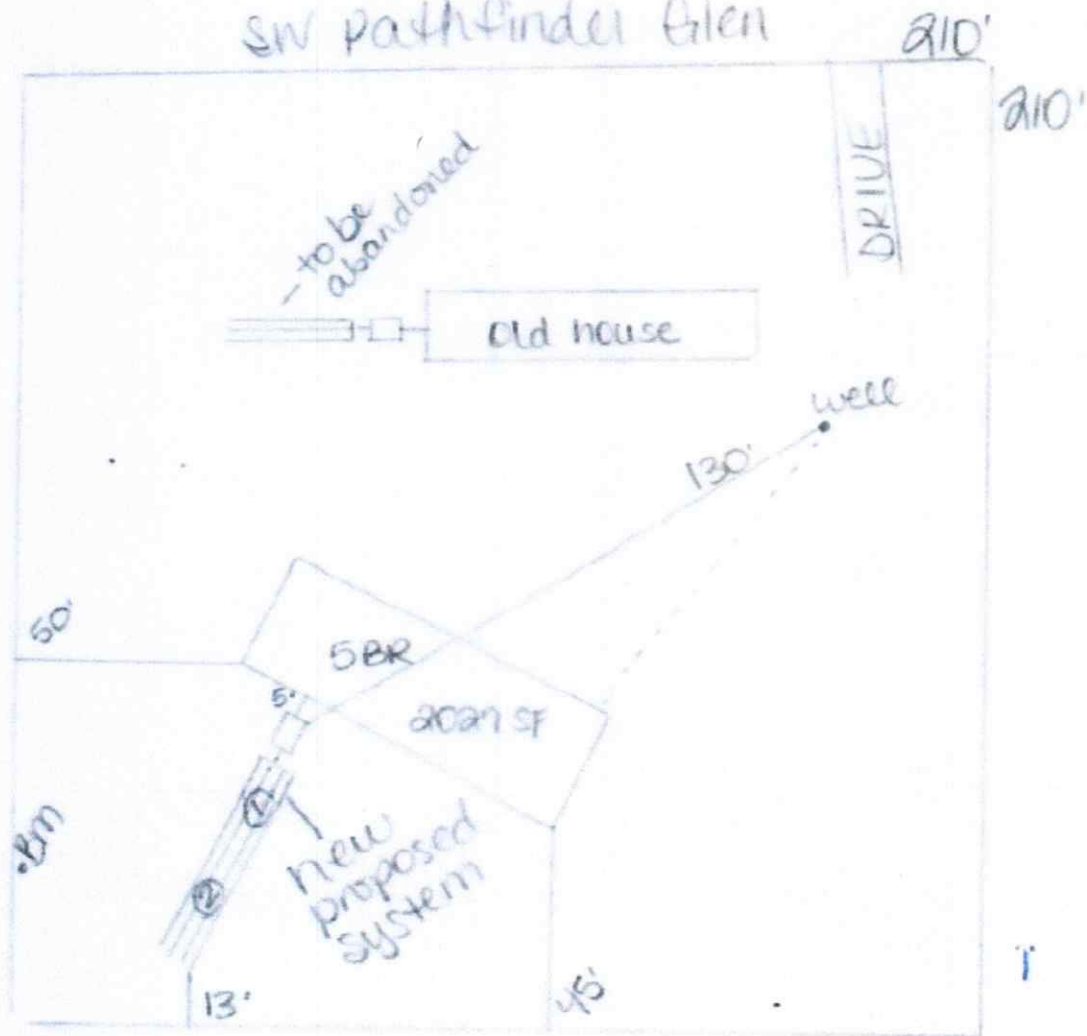 SW Pathfinder Glen
210'
210'
DRIVE
- to be
abandoned
old house
well
130'
50'
5BR
5'
2027 SF
.BM
①
②
new
proposed
system
13'
45'